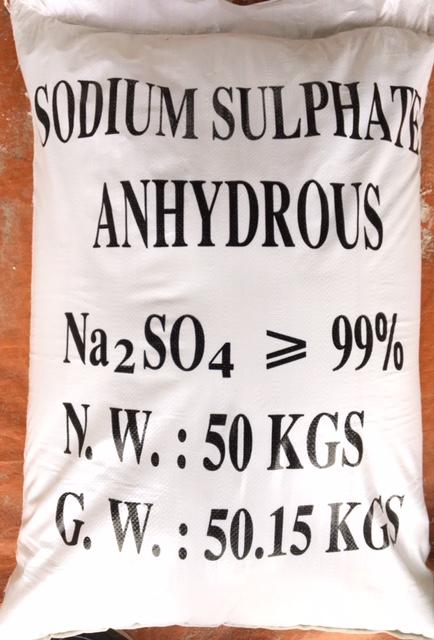 SODIUM SULPHATE
ANHYDROUS
Na₂SO₄ ⩾ 99%
N. W. : 50 KGS
G. W. : 50.15 KGS